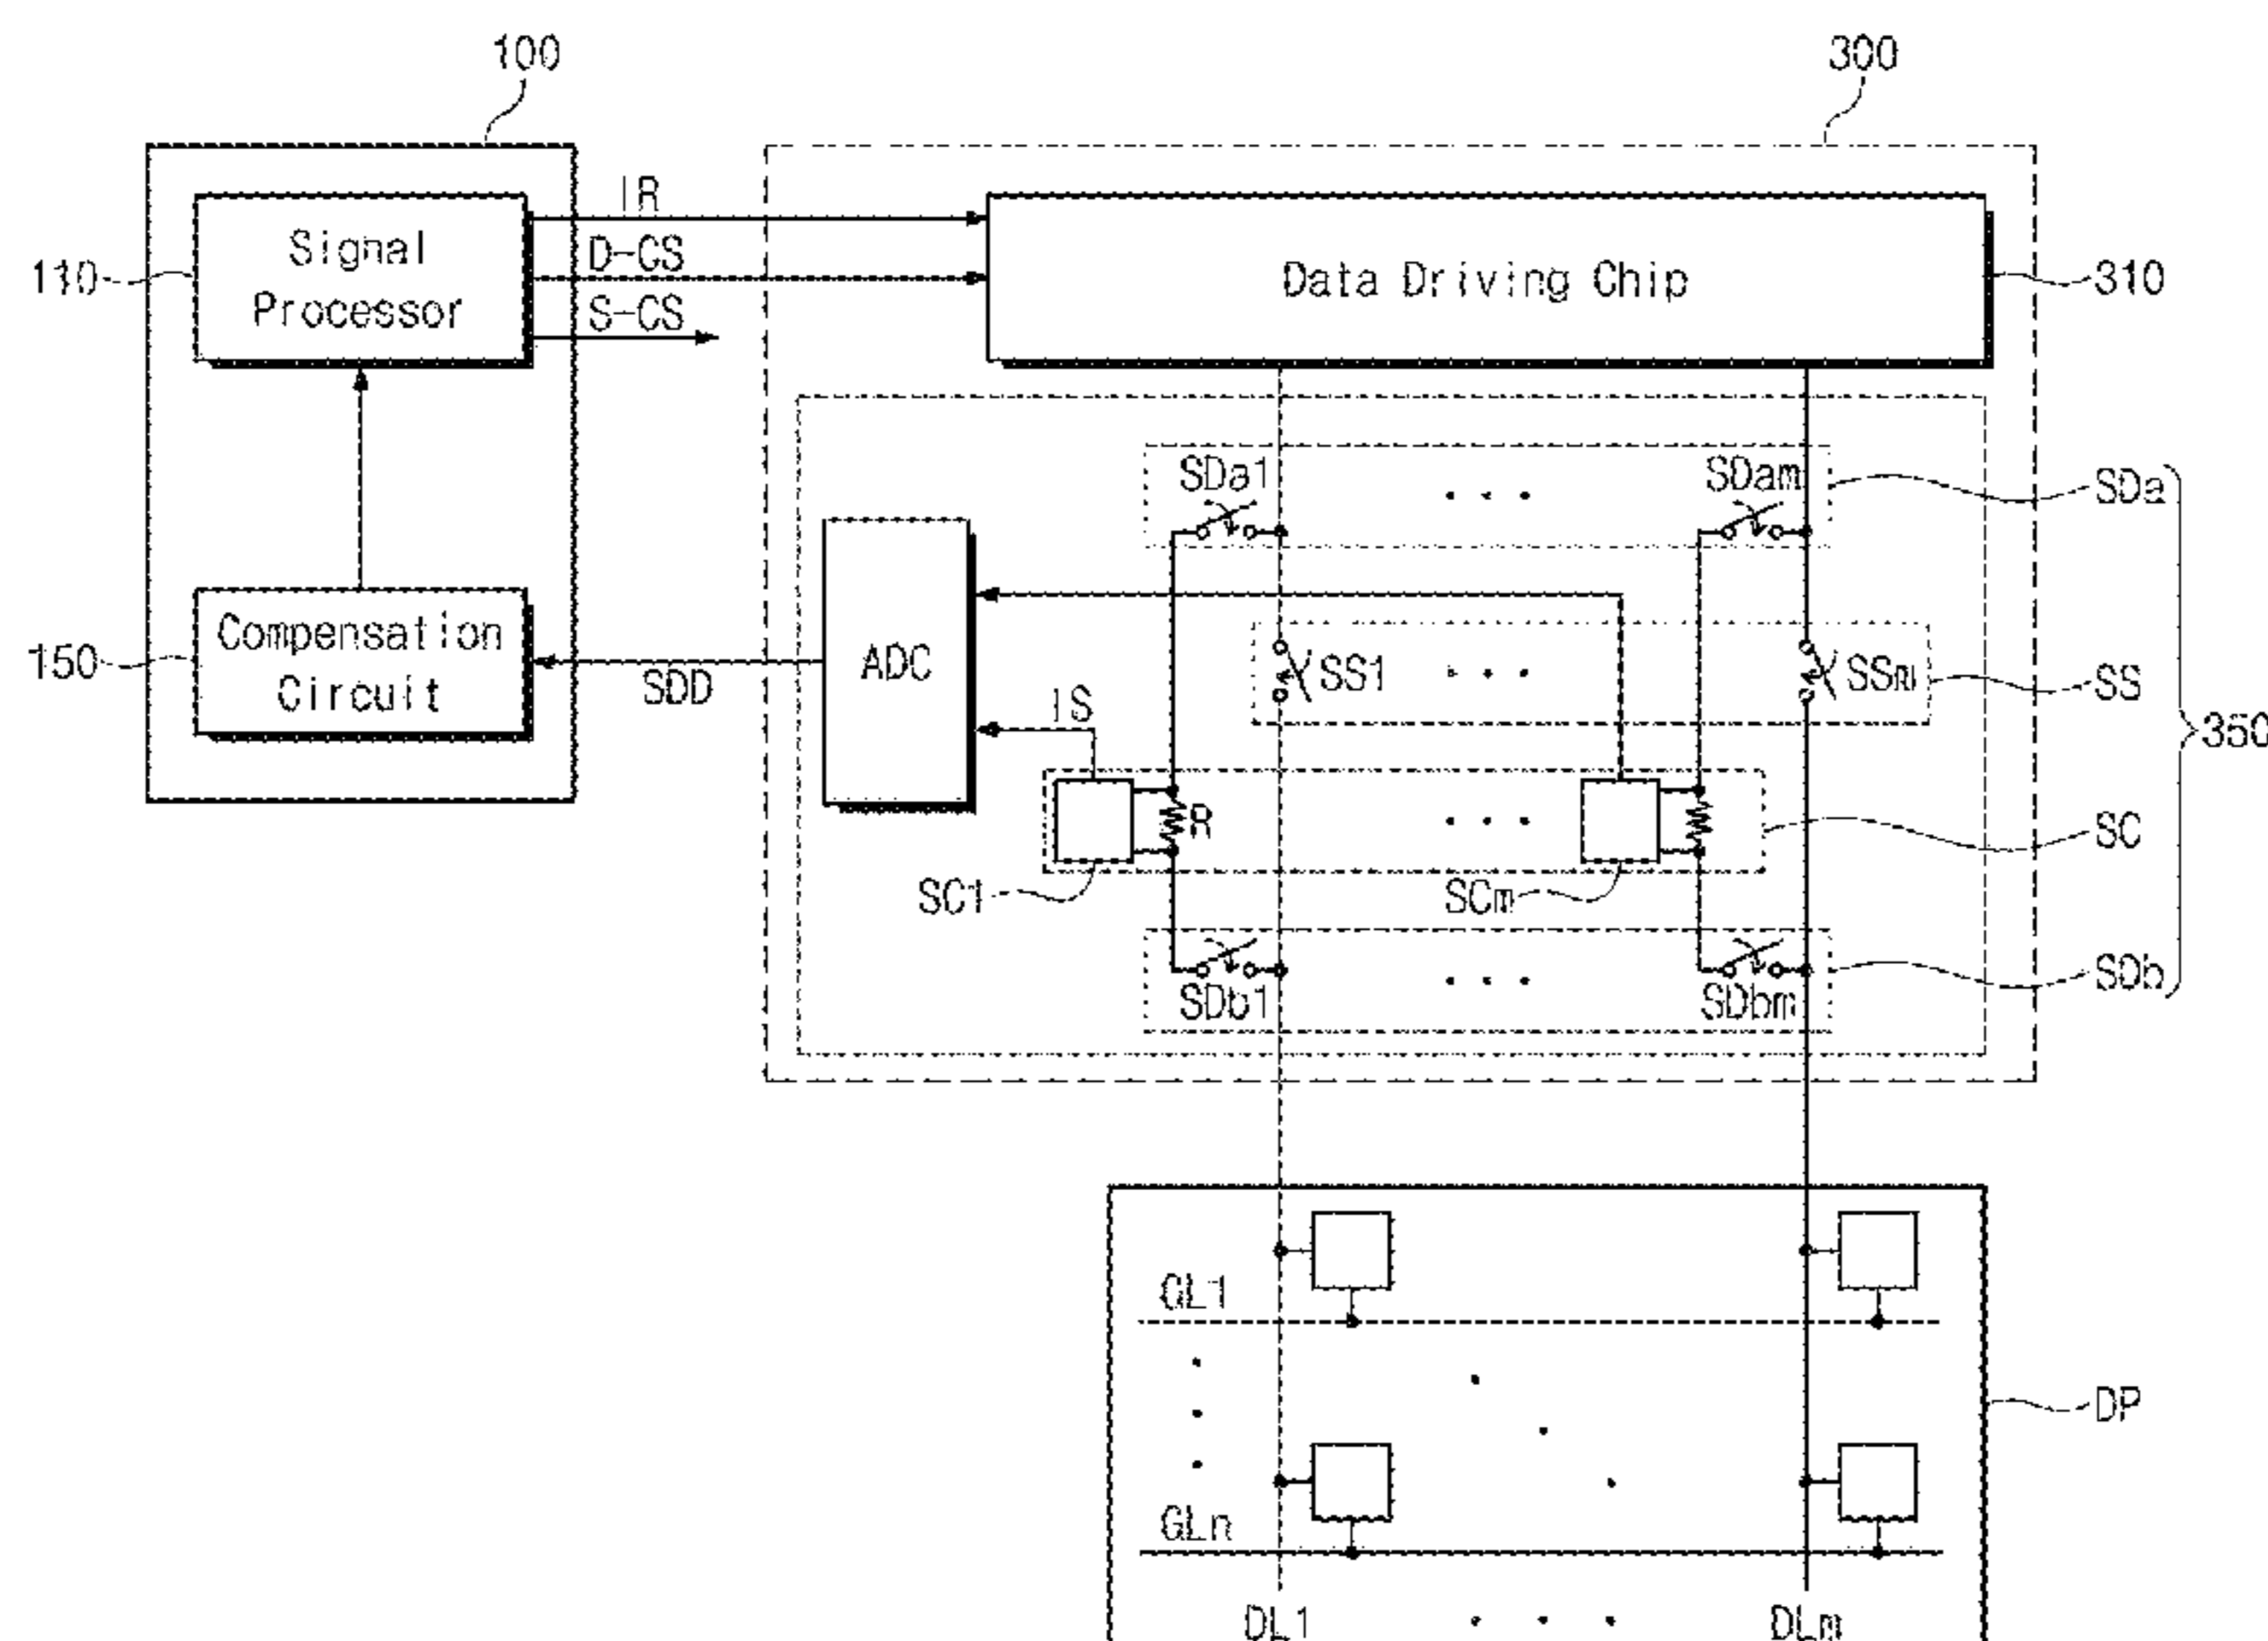 100
300
IR
Signal
Processor
D-CS
S-CS
110
Data Driving Chip
310
SDa1
. . .
SDam
SDa
ADC
Compensation
Circuit
150
SDD
IS
SS1
. . .
SSm
SS
350
R
. . .
SC
SC1
SCm
SDb1
. . .
SDbm
SDb
GL1
DP
GLn
DL1
. . .
DLm